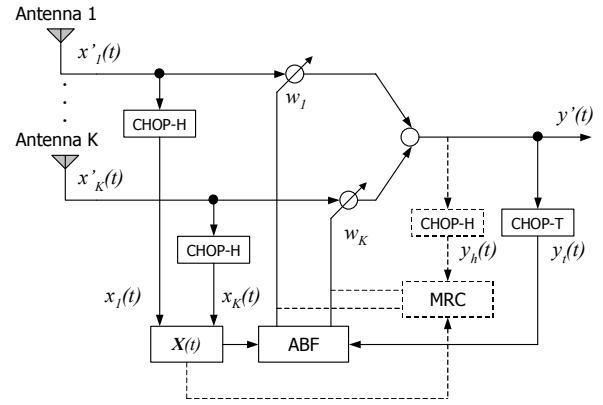 Antenna 1
x'1(t)
CHOP-H
w1
y'(t)
Antenna K
x'K(t)
CHOP-H
wK
CHOP-H
CHOP-T
yh(t)
yt(t)
x1(t)
xK(t)
MRC
X(t)
ABF